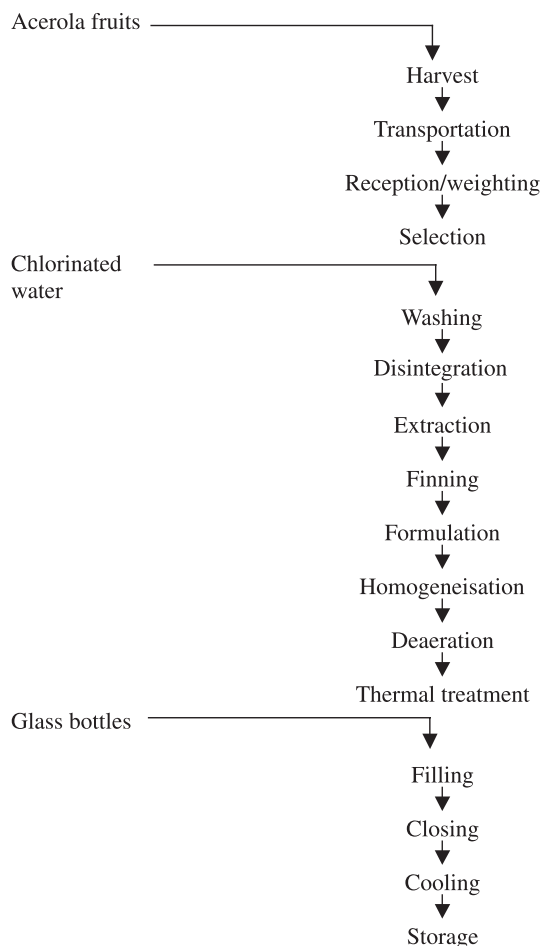 Acerola fruits
Harvest
Transportation
Reception/weighting
Selection
Chlorinated
water
Washing
Disintegration
Extraction
Finning
Formulation
Homogeneisation
Deaeration
Thermal treatment
Glass bottles
Filling
Closing
Cooling
Storage